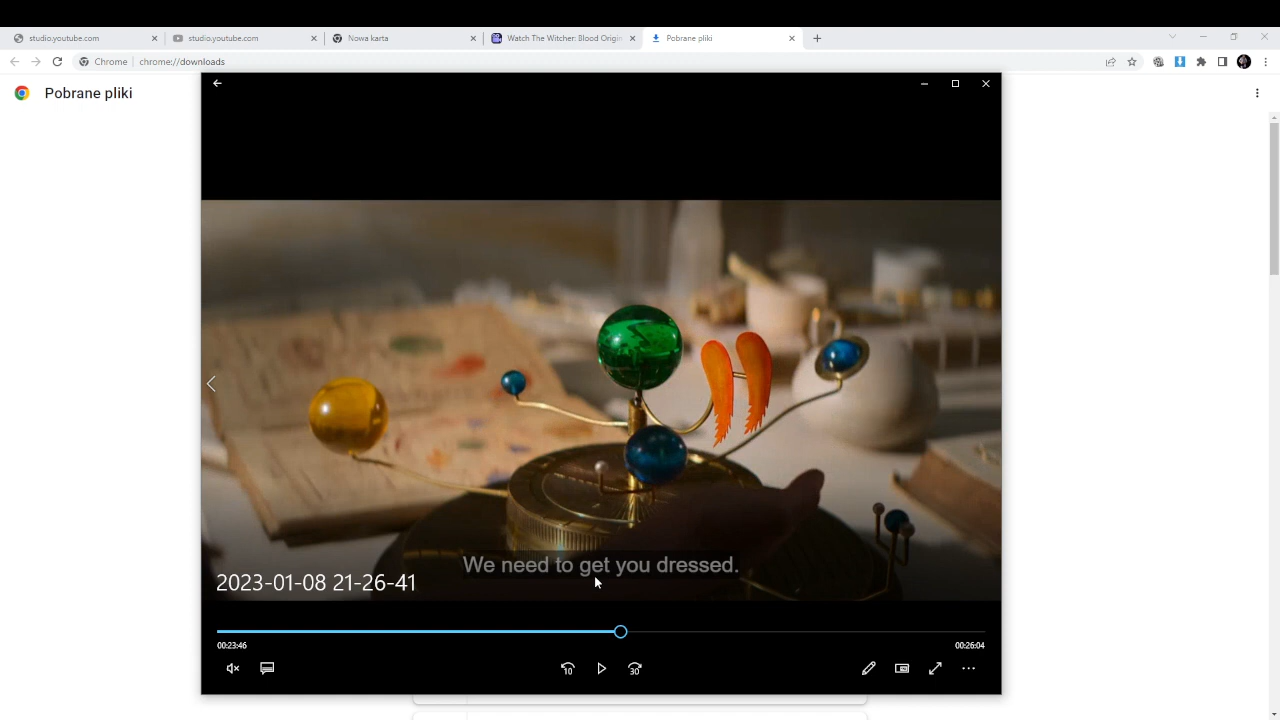 studio.youtube.com
studio.youtube.com
Nowa karta
Watch The Witcher: Blood Origin
Pobrane pliki
Chrome
chrome://downloads
Pobrane pliki
We need to get you dressed.
2023-01-08 21-26-41
00:23:46
00:26:04
10
30